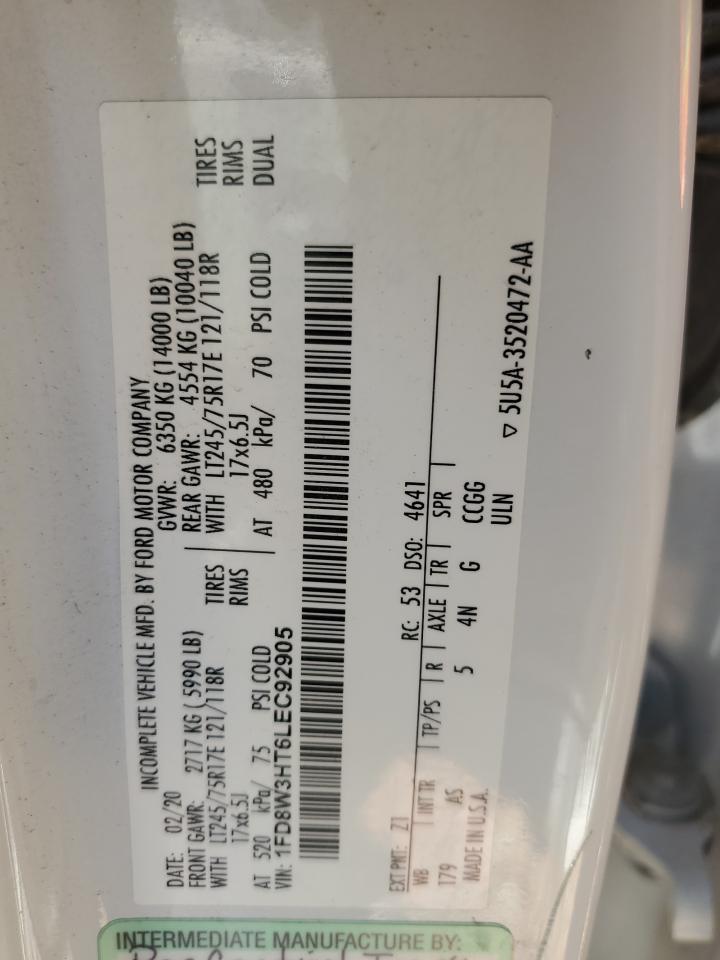 INCOMPLETE VEHICLE MFD. BY FORD MOTOR COMPANY
DATE: 02/20 GVWR: 6350 KG (14000 LB)
FRONT GAWR: 2717 KG ( 5990 LB) REAR GAWR: 4554 KG (10040 LB)
WITH LT245/75R17E 121/118R TIRES WITH LT245/75R17E 121/118R TIRES
17x6.5J RIMS 17x6.5J RIMS
AT 520 kPa/ 75 PSI COLD AT 480 kPa/ 70 PSI COLD DUAL
VIN: 1FD8W3HT6LEC92905
EXT PNT: Z1 RC: 53 DSO: 4641
WB INT TR TP/PS R AXLE TR SPR
179 AS 5 4N G CCGG
MADE IN U.S.A. ULN
▽ 5U5A-3520472-AA
INTERMEDIATE MANUFACTURE BY: